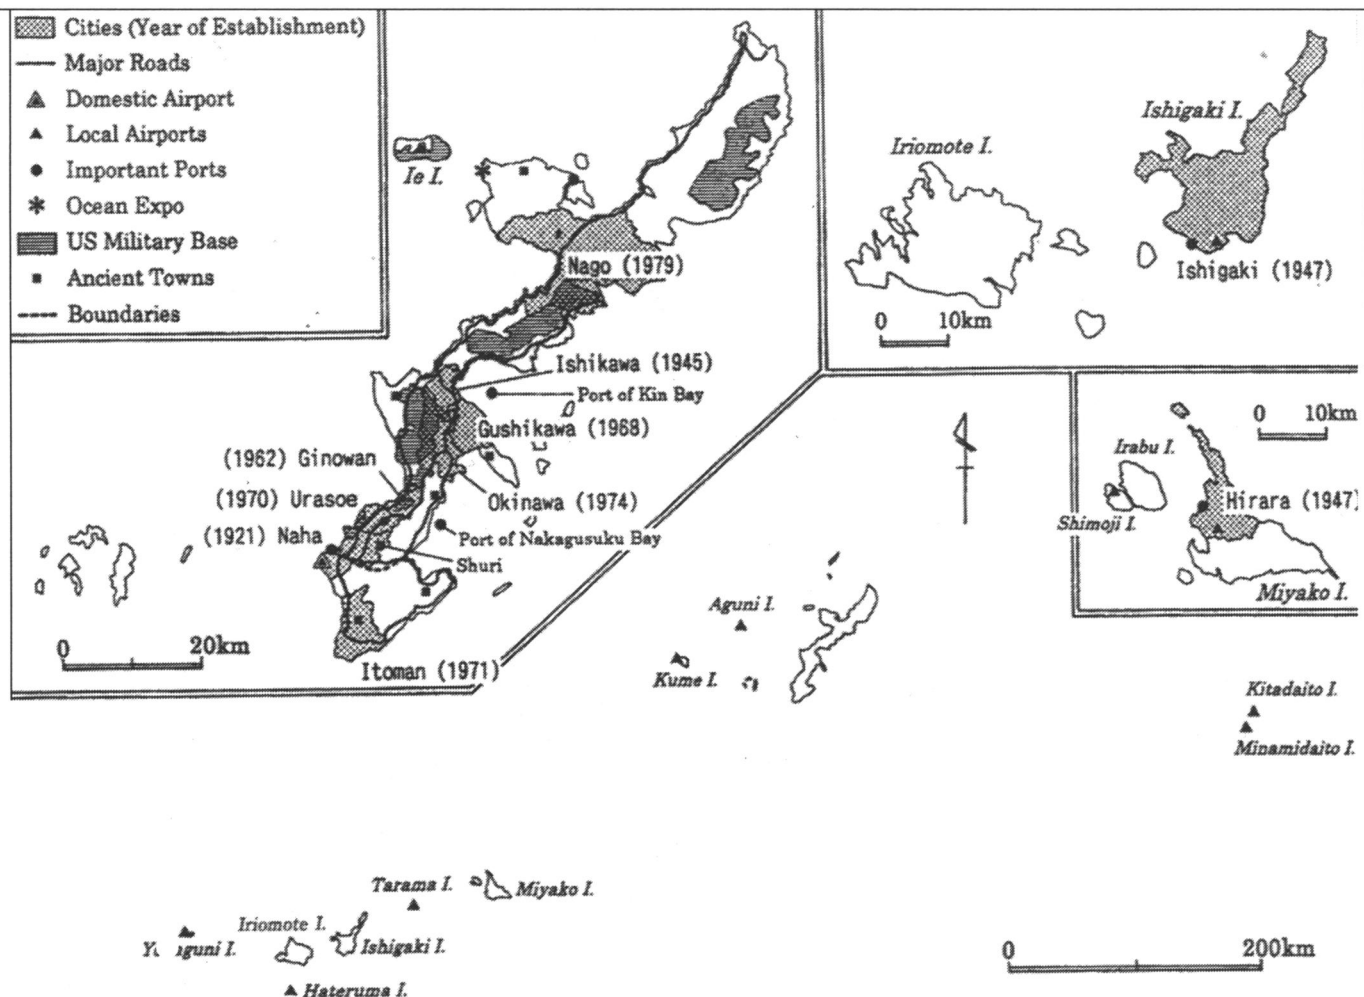 Cities (Year of Establishment)
Major Roads
Domestic Airport
Local Airports
Important Ports
Ocean Expo
US Military Base
Ancient Towns
Boundaries
Ie I.
Nago (1979)
Ishikawa (1945)
Port of Kin Bay
Gushikawa (1968)
(1962) Ginowan
(1970) Urasoe
Okinawa (1974)
(1921) Naha
Port of Nakagusuku Bay
Shuri
0 20km
Itoman (1971)
Ishigaki I.
Iriomote I.
Ishigaki (1947)
0 10km
0 10km
Irabu I.
Hirara (1947)
Shimoji I.
Miyako I.
Aguni I.
Kume I.
Kitadaito I.
Minamidaito I.
Tarama I.
Miyako I.
Iriomote I.
Ishigaki I.
Hateruma I.
0 200km